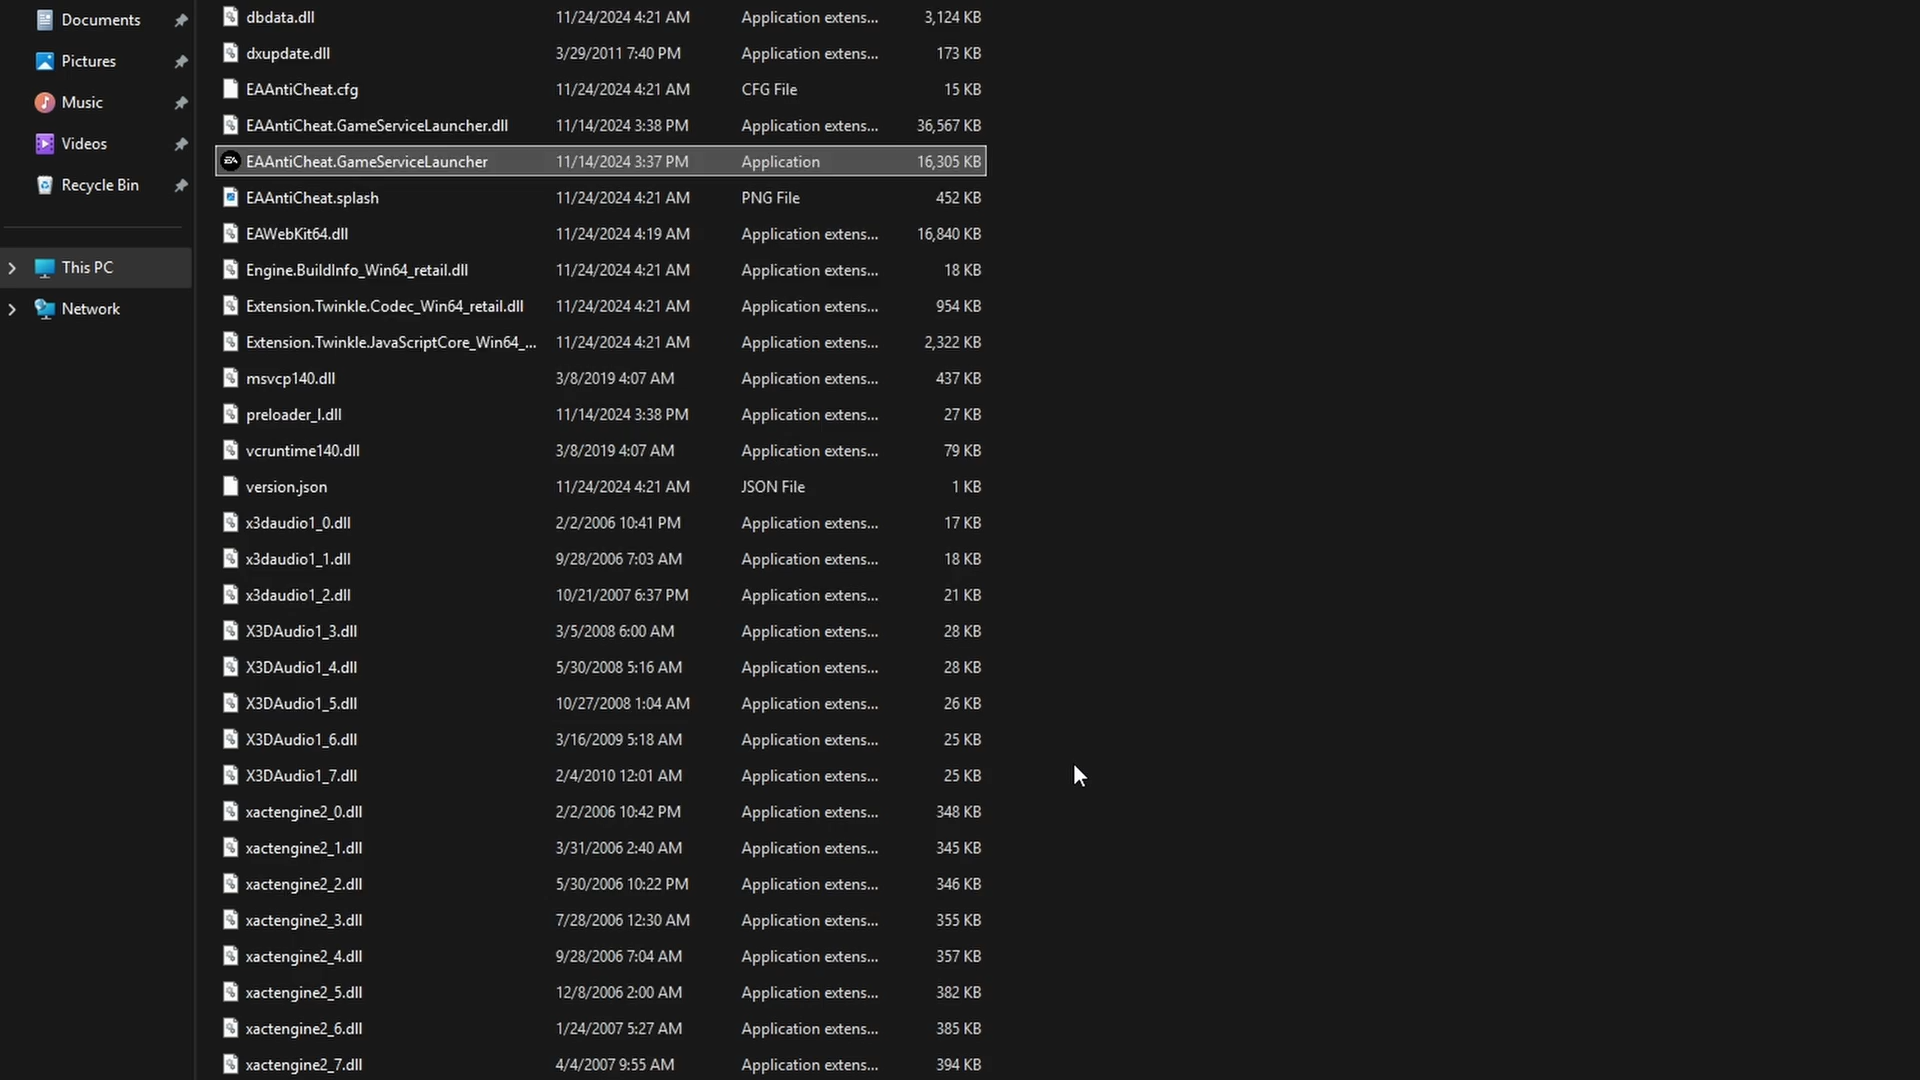 Documents
Pictures
Music
Videos
Recycle Bin
This PC
Network
dbdata.dll 11/24/2024 4:21 AM Application extens... 3,124 KB
dxupdate.dll 3/29/2011 7:40 PM Application extens... 173 KB
EAAntiCheat.cfg 11/24/2024 4:21 AM CFG File 15 KB
EAAntiCheat.GameServiceLauncher.dll 11/14/2024 3:38 PM Application extens... 36,567 KB
EA EAAntiCheat.GameServiceLauncher 11/14/2024 3:37 PM Application 16,305 KB
EAAntiCheat.splash 11/24/2024 4:21 AM PNG File 452 KB
EAWebKit64.dll 11/24/2024 4:19 AM Application extens... 16,840 KB
Engine.BuildInfo_Win64_retail.dll 11/24/2024 4:21 AM Application extens... 18 KB
Extension.Twinkle.Codec_Win64_retail.dll 11/24/2024 4:21 AM Application extens... 954 KB
Extension.Twinkle.JavaScriptCore_Win64_... 11/24/2024 4:21 AM Application extens... 2,322 KB
msvcp140.dll 3/8/2019 4:07 AM Application extens... 437 KB
preloader_l.dll 11/14/2024 3:38 PM Application extens... 27 KB
vcruntime140.dll 3/8/2019 4:07 AM Application extens... 79 KB
version.json 11/24/2024 4:21 AM JSON File 1 KB
x3daudio1_0.dll 2/2/2006 10:41 PM Application extens... 17 KB
x3daudio1_1.dll 9/28/2006 7:03 AM Application extens... 18 KB
x3daudio1_2.dll 10/21/2007 6:37 PM Application extens... 21 KB
X3DAudio1_3.dll 3/5/2008 6:00 AM Application extens... 28 KB
X3DAudio1_4.dll 5/30/2008 5:16 AM Application extens... 28 KB
X3DAudio1_5.dll 10/27/2008 1:04 AM Application extens... 26 KB
X3DAudio1_6.dll 3/16/2009 5:18 AM Application extens... 25 KB
X3DAudio1_7.dll 2/4/2010 12:01 AM Application extens... 25 KB
xactengine2_0.dll 2/2/2006 10:42 PM Application extens... 348 KB
xactengine2_1.dll 3/31/2006 2:40 AM Application extens... 345 KB
xactengine2_2.dll 5/30/2006 10:22 PM Application extens... 346 KB
xactengine2_3.dll 7/28/2006 12:30 AM Application extens... 355 KB
xactengine2_4.dll 9/28/2006 7:04 AM Application extens... 357 KB
xactengine2_5.dll 12/8/2006 2:00 AM Application extens... 382 KB
xactengine2_6.dll 1/24/2007 5:27 AM Application extens... 385 KB
xactengine2_7.dll 4/4/2007 9:55 AM Application extens... 394 KB